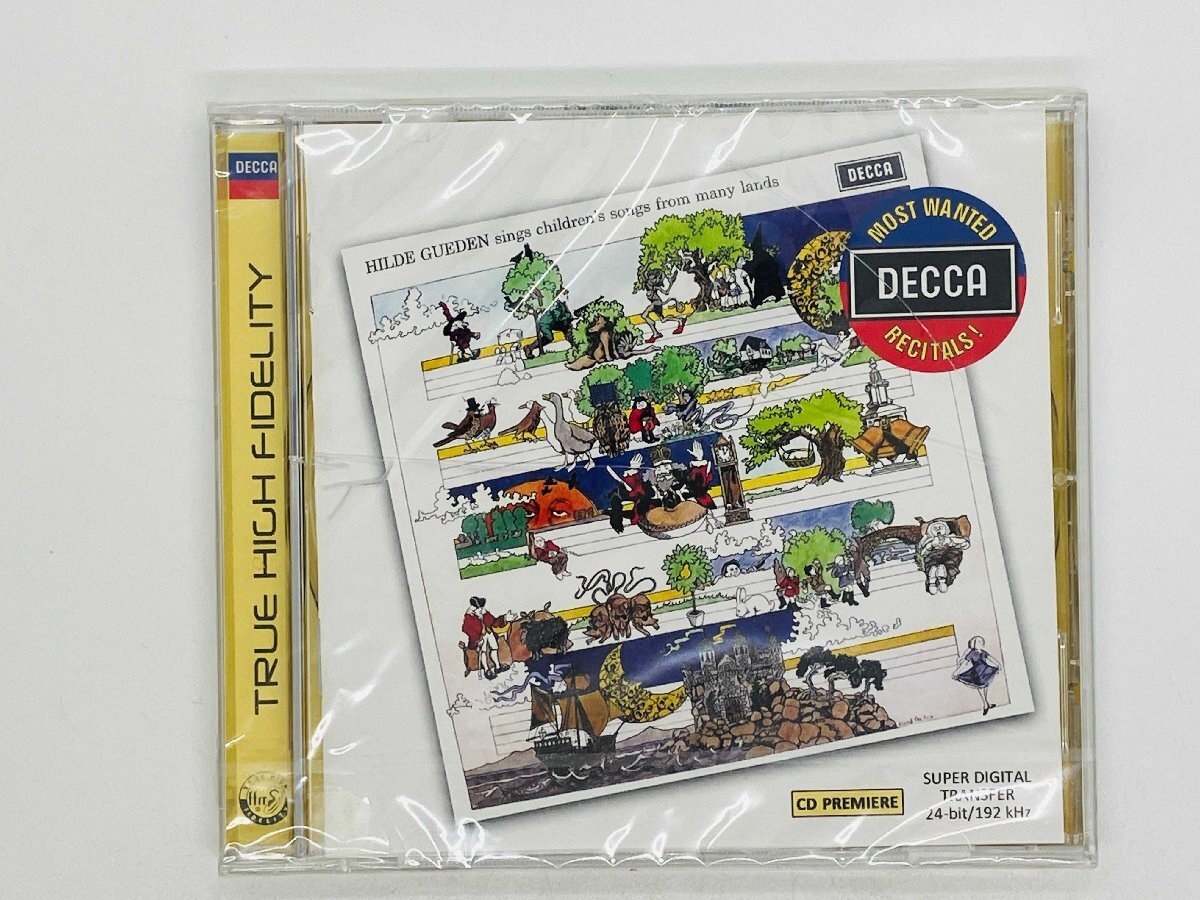 DECCA
TRUE HIGH FIDELITY
ffrr
HILDE GUEDEN sings children's songs from many lands
DECCA
MOST WANTED
DECCA
RECITALS!
CD PREMIERE
SUPER DIGITAL
TRANSFER
24-bit/192 kHz